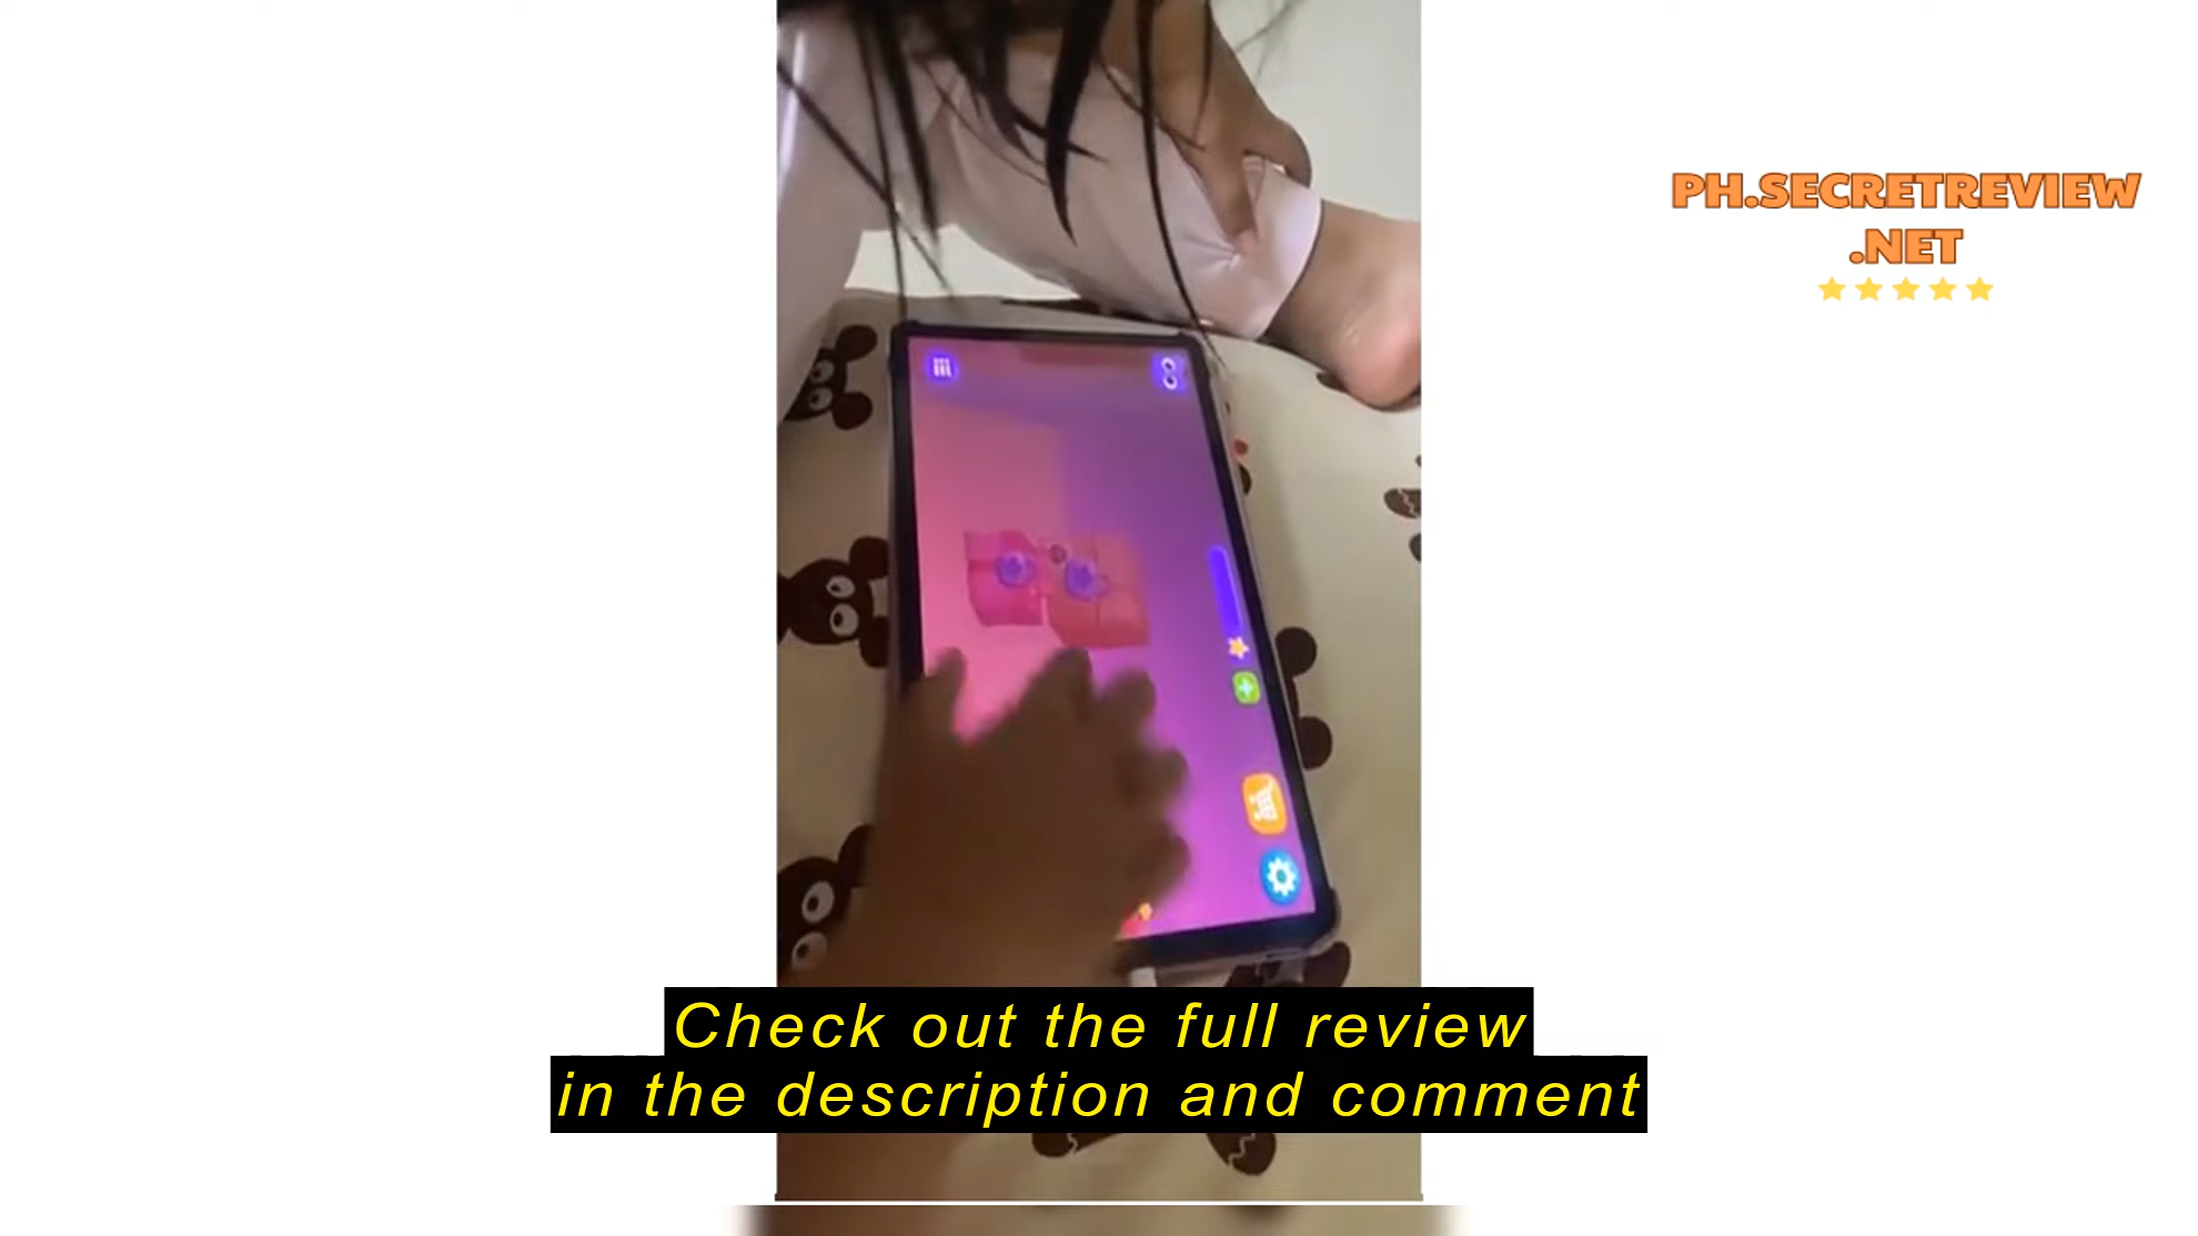 PH.SECRETREVIEW
.NET
Check out the full review
in the description and comment